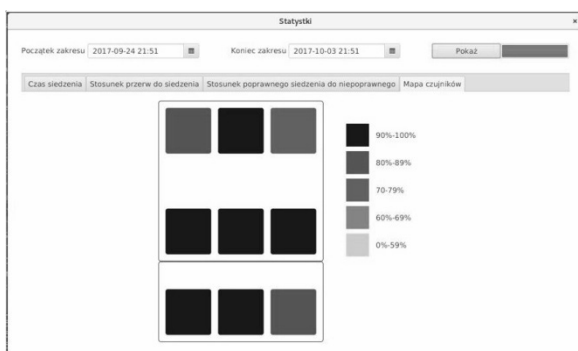 Statystki
×
Początek zakresu 2017-09-24 21:51 Koniec zakresu 2017-10-03 21:51 Pokaż
Czas siedzenia Stosunek przerw do siedzenia Stosunek poprawnego siedzenia do niepoprawnego Mapa czujników
90%-100%
80%-89%
70-79%
60%-69%
0%-59%